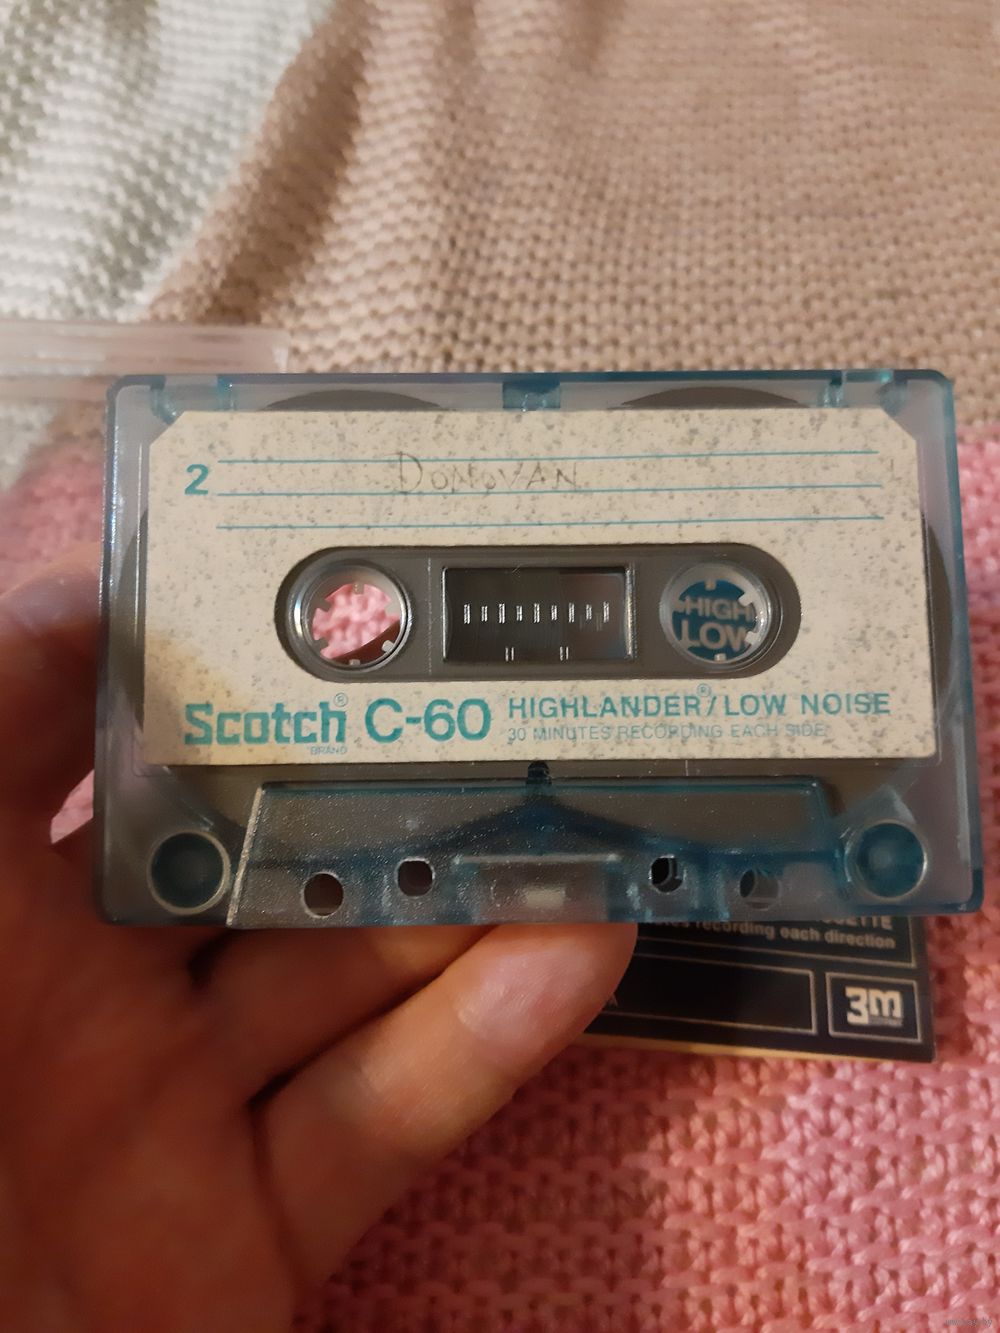 2
DONOVAN
HIGH
LOW
Scotch® C-60 HIGHLANDER®/LOW NOISE
BRAND
30 MINUTES RECORDING EACH SIDE
recording each direction
3M